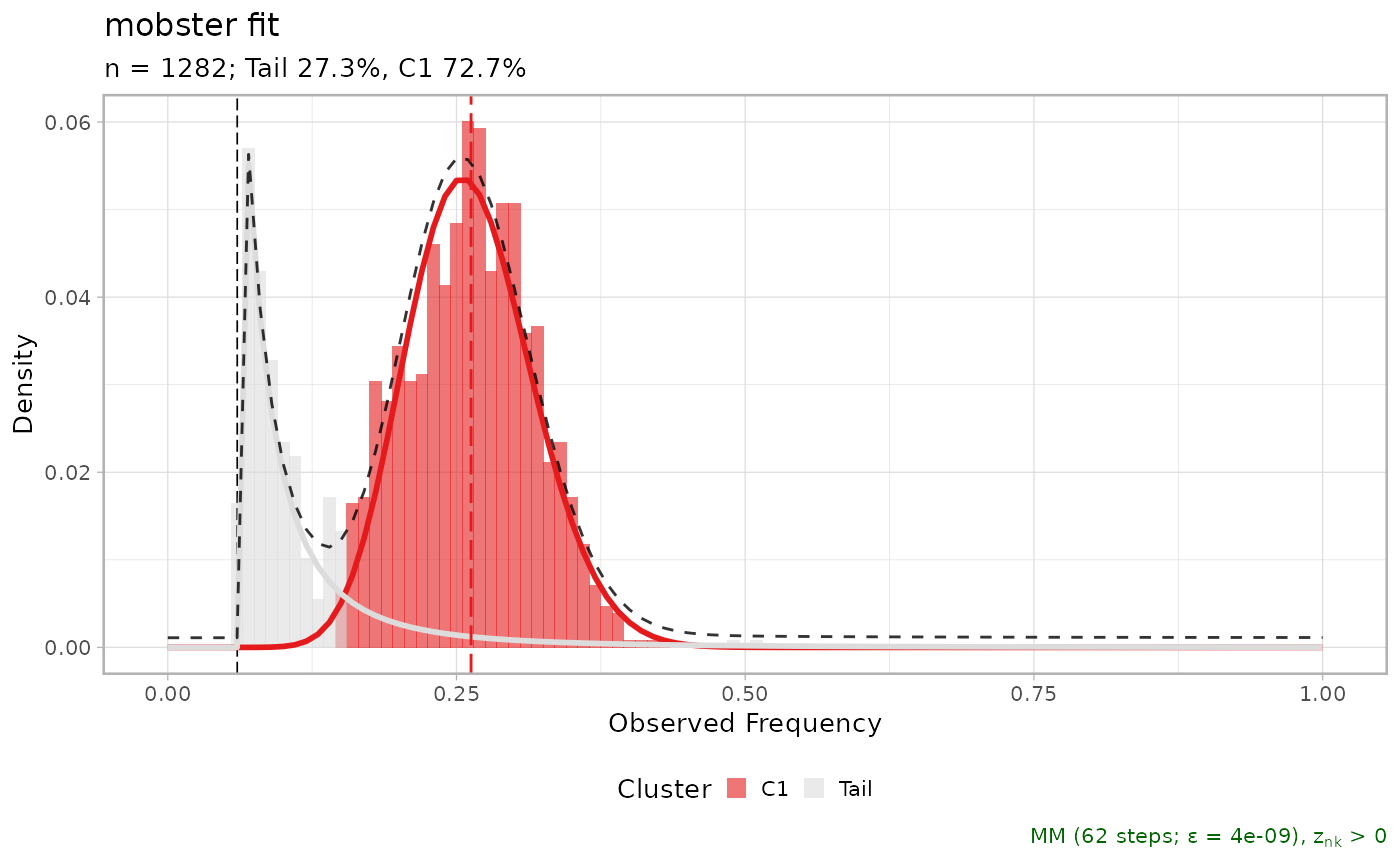 mobster fit
n = 1282; Tail 27.3%, C1 72.7%
0.06
0.04
0.02
0.00
Density
0.00 0.25 0.50 0.75 1.00
Observed Frequency
Cluster C1 Tail
MM (62 steps; ε = 4e-09), zₙₖ > 0